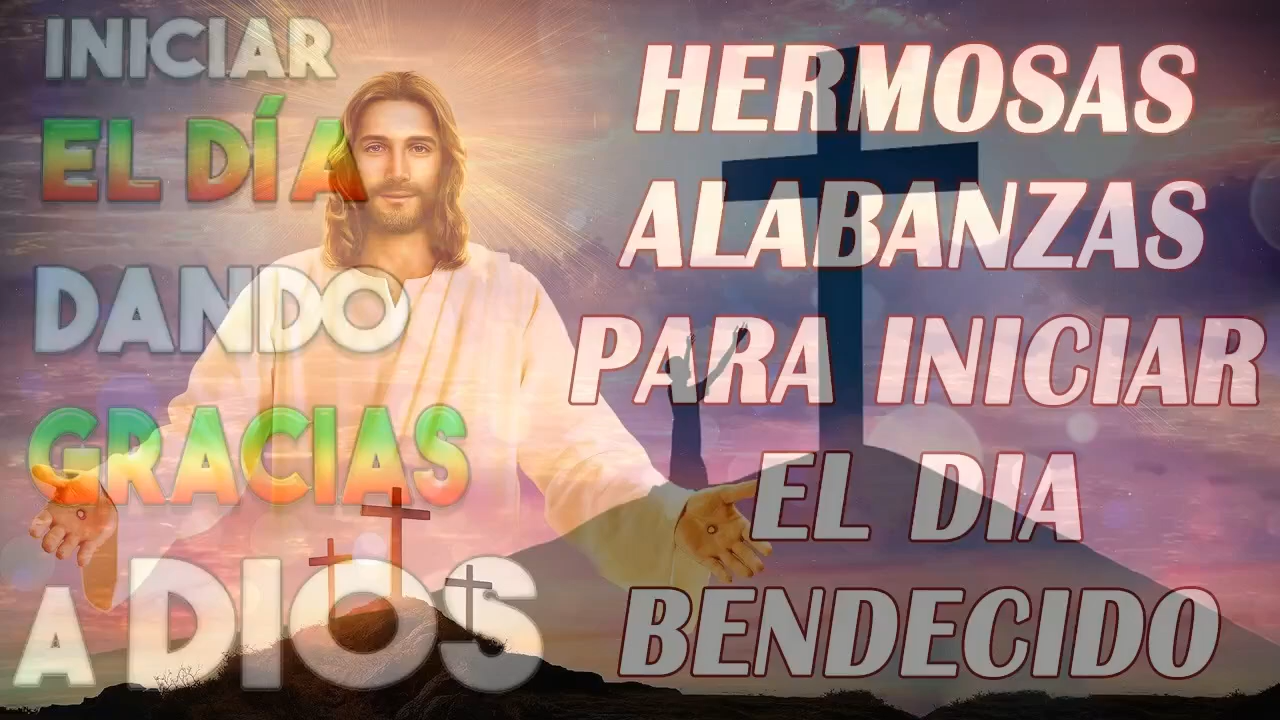 INICIAR
EL DÍA
DANDO
GRACIAS
A DIOS
HERMOSAS
ALABANZAS
PARA INICIAR
EL DIA
BENDECIDO